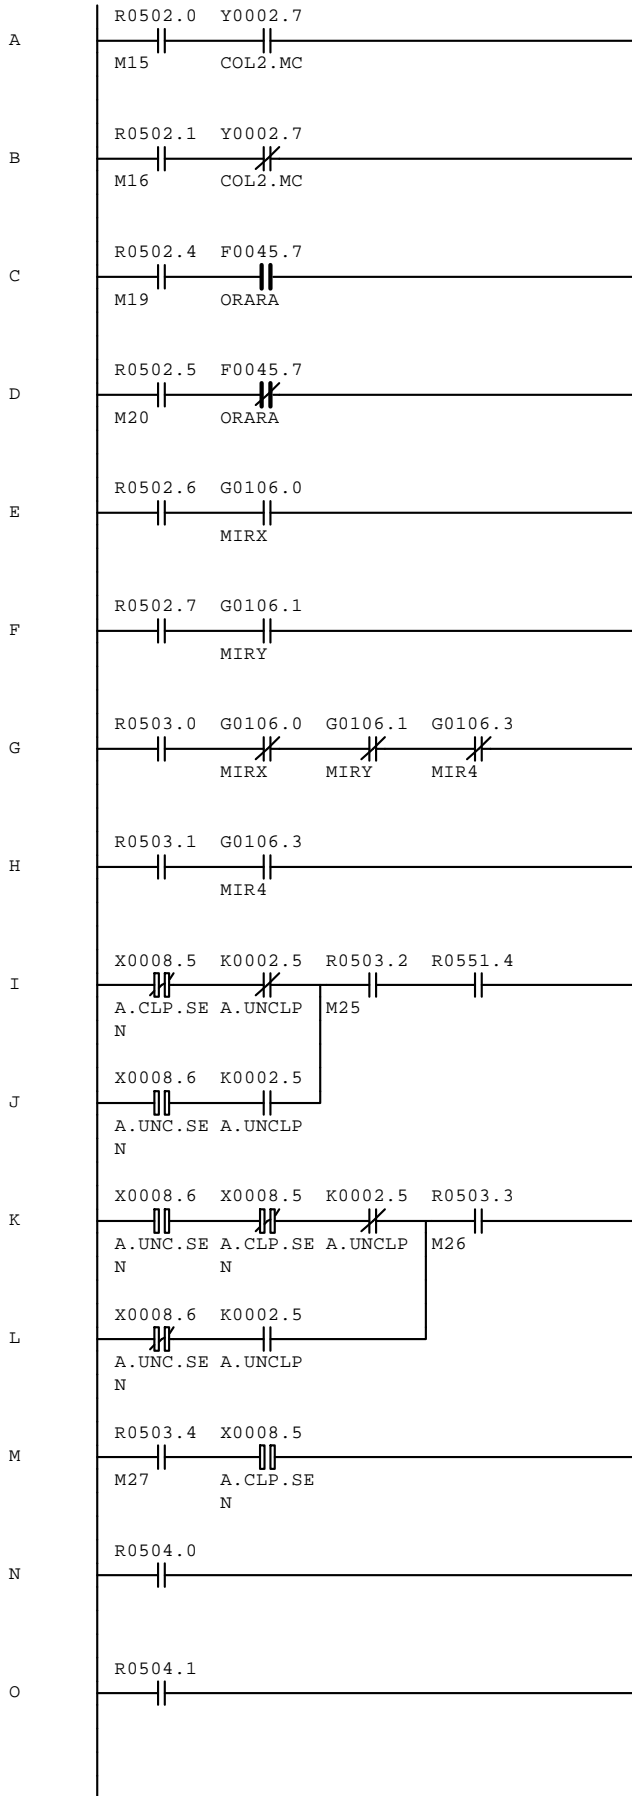 R0502.0 Y0002.7
A
M15 COL2.MC
R0502.1 Y0002.7
B
M16 COL2.MC
R0502.4 F0045.7
C
M19 ORARA
R0502.5 F0045.7
D
M20 ORARA
R0502.6 G0106.0
E
MIRX
R0502.7 G0106.1
F
MIRY
R0503.0 G0106.0 G0106.1 G0106.3
G
MIRX MIRY MIR4
R0503.1 G0106.3
H
MIR4
X0008.5 K0002.5 R0503.2 R0551.4
I
A.CLP.SE A.UNCLP M25
N
X0008.6 K0002.5
J
A.UNC.SE A.UNCLP
N
X0008.6 X0008.5 K0002.5 R0503.3
K
A.UNC.SE A.CLP.SE A.UNCLP M26
N N
X0008.6 K0002.5
L
A.UNC.SE A.UNCLP
N
R0503.4 X0008.5
M
M27 A.CLP.SE
N
R0504.0
N
R0504.1
O